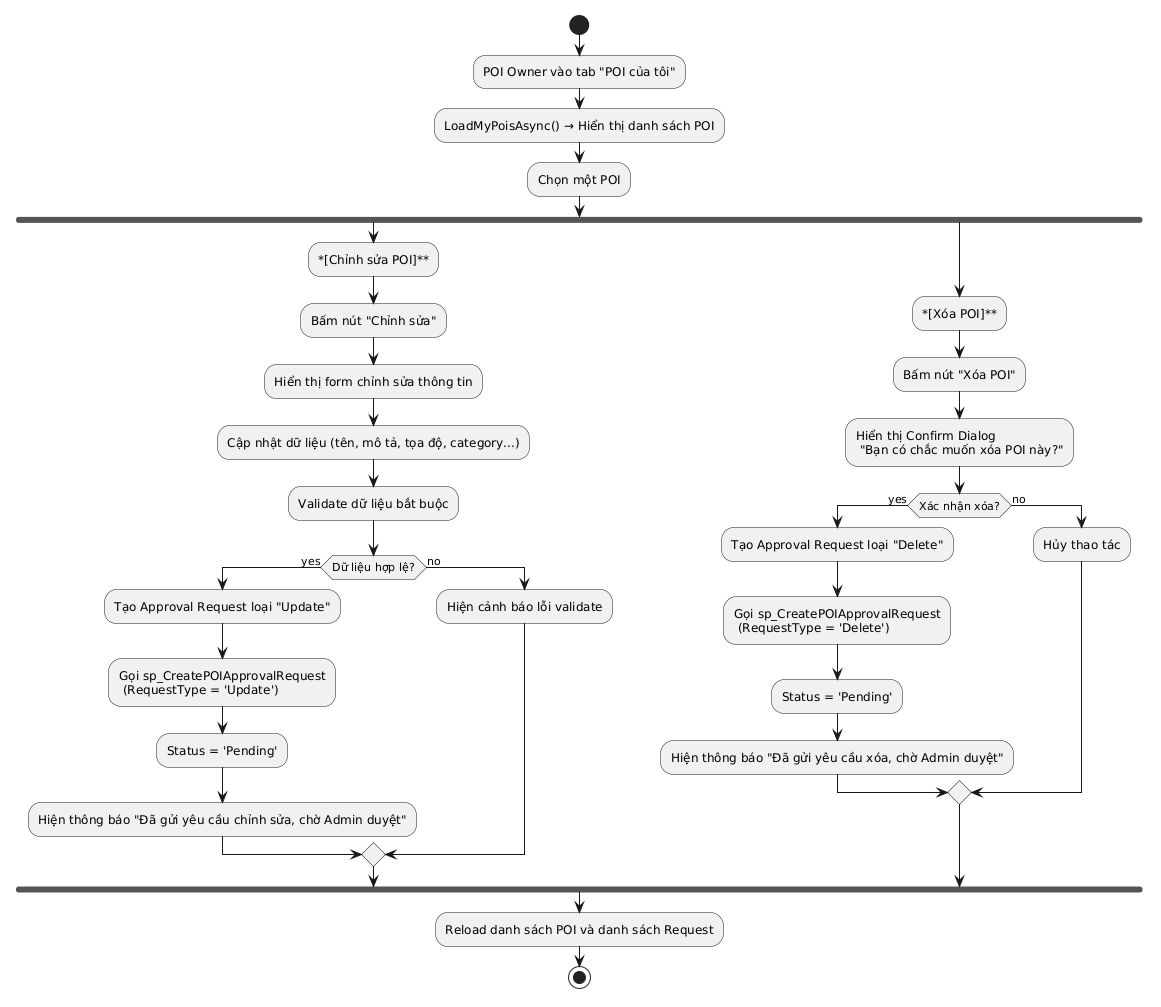 POI Owner vào tab "POI của tôi"
LoadMyPoisAsync() → Hiển thị danh sách POI
Chọn một POI
*[Chỉnh sửa POI]**
Bấm nút "Chỉnh sửa"
Hiển thị form chỉnh sửa thông tin
Cập nhật dữ liệu (tên, mô tả, tọa độ, category...)
Validate dữ liệu bắt buộc
Dữ liệu hợp lệ?
yes
no
Tạo Approval Request loại "Update"
Gọi sp_CreatePOIApprovalRequest
(RequestType = 'Update')
Status = 'Pending'
Hiện thông báo "Đã gửi yêu cầu chỉnh sửa, chờ Admin duyệt"
Hiện cảnh báo lỗi validate
*[Xóa POI]**
Bấm nút "Xóa POI"
Hiển thị Confirm Dialog
"Bạn có chắc muốn xóa POI này?"
Xác nhận xóa?
yes
no
Tạo Approval Request loại "Delete"
Gọi sp_CreatePOIApprovalRequest
(RequestType = 'Delete')
Status = 'Pending'
Hiện thông báo "Đã gửi yêu cầu xóa, chờ Admin duyệt"
Hủy thao tác
Reload danh sách POI và danh sách Request